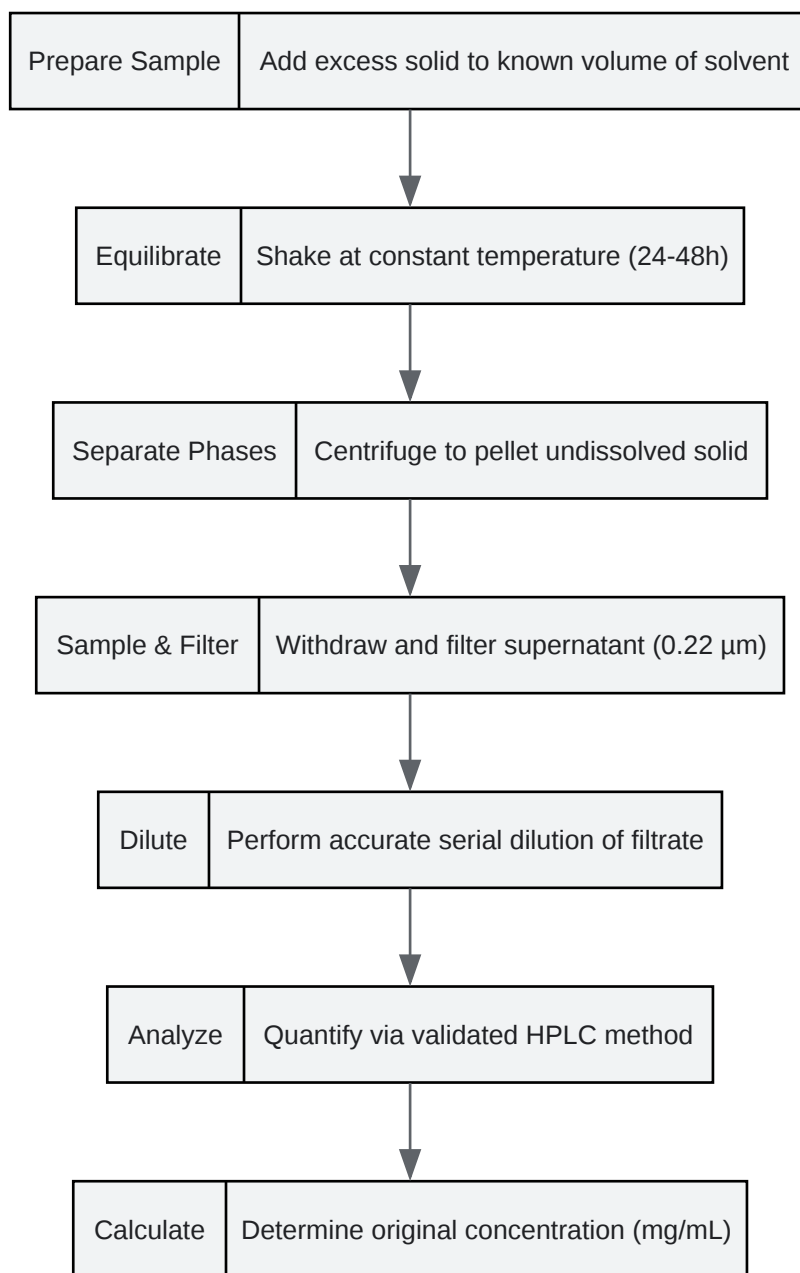 Prepare Sample Add excess solid to known volume of solvent
Equilibrate Shake at constant temperature (24-48h)
Separate Phases Centrifuge to pellet undissolved solid
Sample & Filter Withdraw and filter supernatant (0.22 µm)
Dilute Perform accurate serial dilution of filtrate
Analyze Quantify via validated HPLC method
Calculate Determine original concentration (mg/mL)